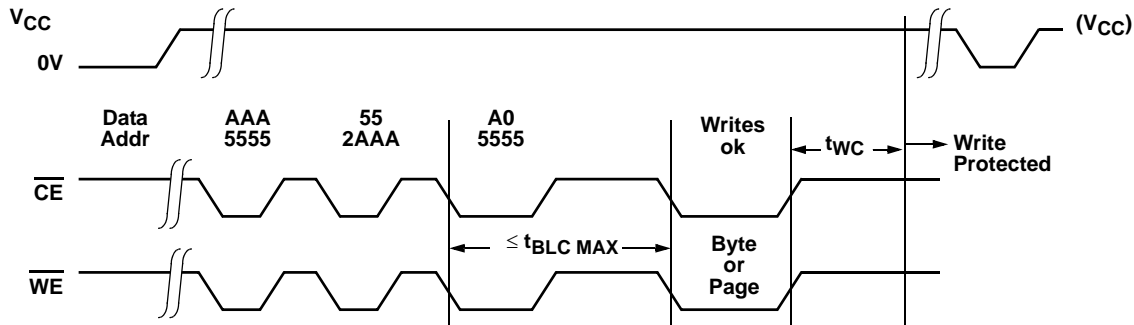 VCC
(VCC)
0V
Data
Addr
AAA
5555
55
2AAA
A0
5555
Writes
ok
tWC
Write
Protected
CE
≤ tBLC MAX
Byte
or
Page
WE